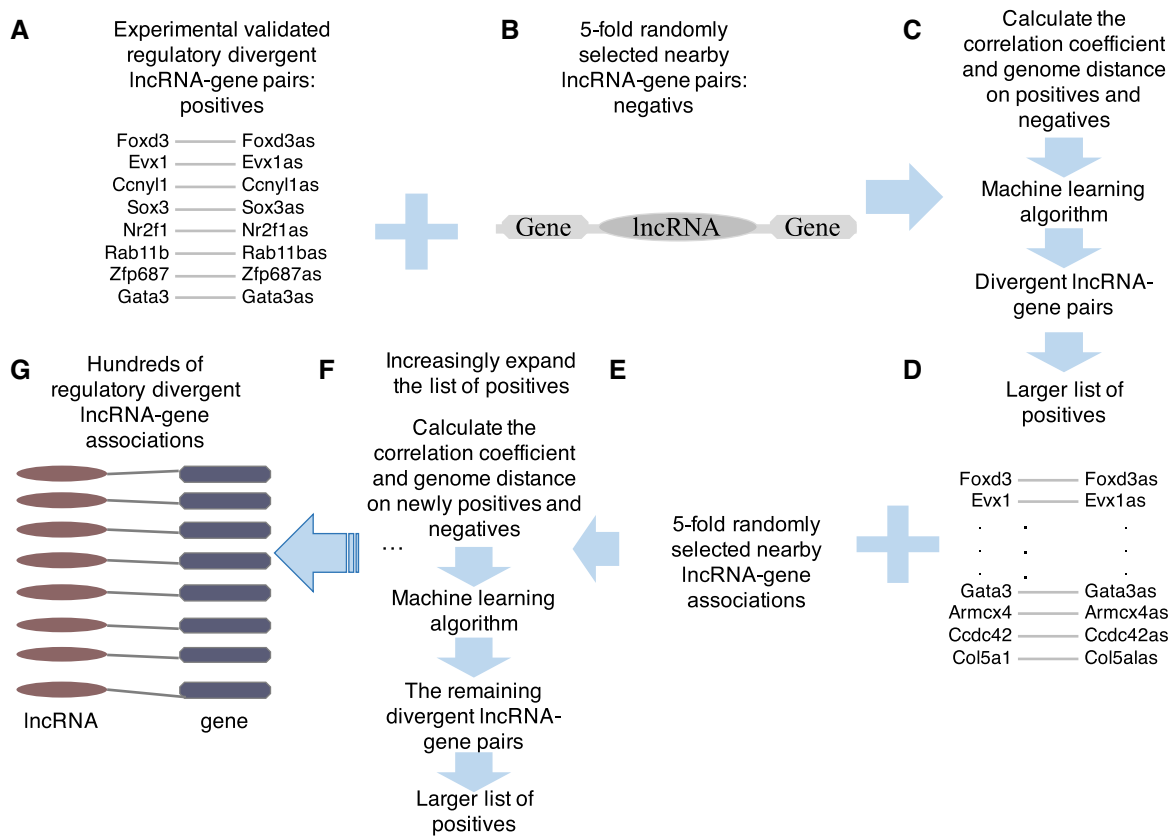 A
Experimental validated
regulatory divergent
lncRNA-gene pairs:
positives
Foxd3 Foxd3as
Evx1 Evx1as
Ccnyl1 Ccnyl1as
Sox3 Sox3as
Nr2f1 Nr2f1as
Rab11b Rab11bas
Zfp687 Zfp687as
Gata3 Gata3as
B
5-fold randomly
selected nearby
lncRNA-gene pairs:
negativs
Gene lncRNA Gene
C
Calculate the
correlation coefficient
and genome distance
on positives and
negatives
Machine learning
algorithm
Divergent lncRNA-
gene pairs
D
Larger list of
positives
Foxd3 Foxd3as
Evx1 Evx1as
. . .
. . .
. . .
Gata3 Gata3as
Armcx4 Armcx4as
Ccdc42 Ccdc42as
Col5a1 Col5alas
E
5-fold randomly
selected nearby
lncRNA-gene
associations
F
Increasingly expand
the list of positives
Calculate the
correlation coefficient
and genome distance
on newly positives and
negatives
...
Machine learning
algorithm
The remaining
divergent lncRNA-
gene pairs
Larger list of
positives
G
Hundreds of
regulatory divergent
lncRNA-gene
associations
lncRNA gene